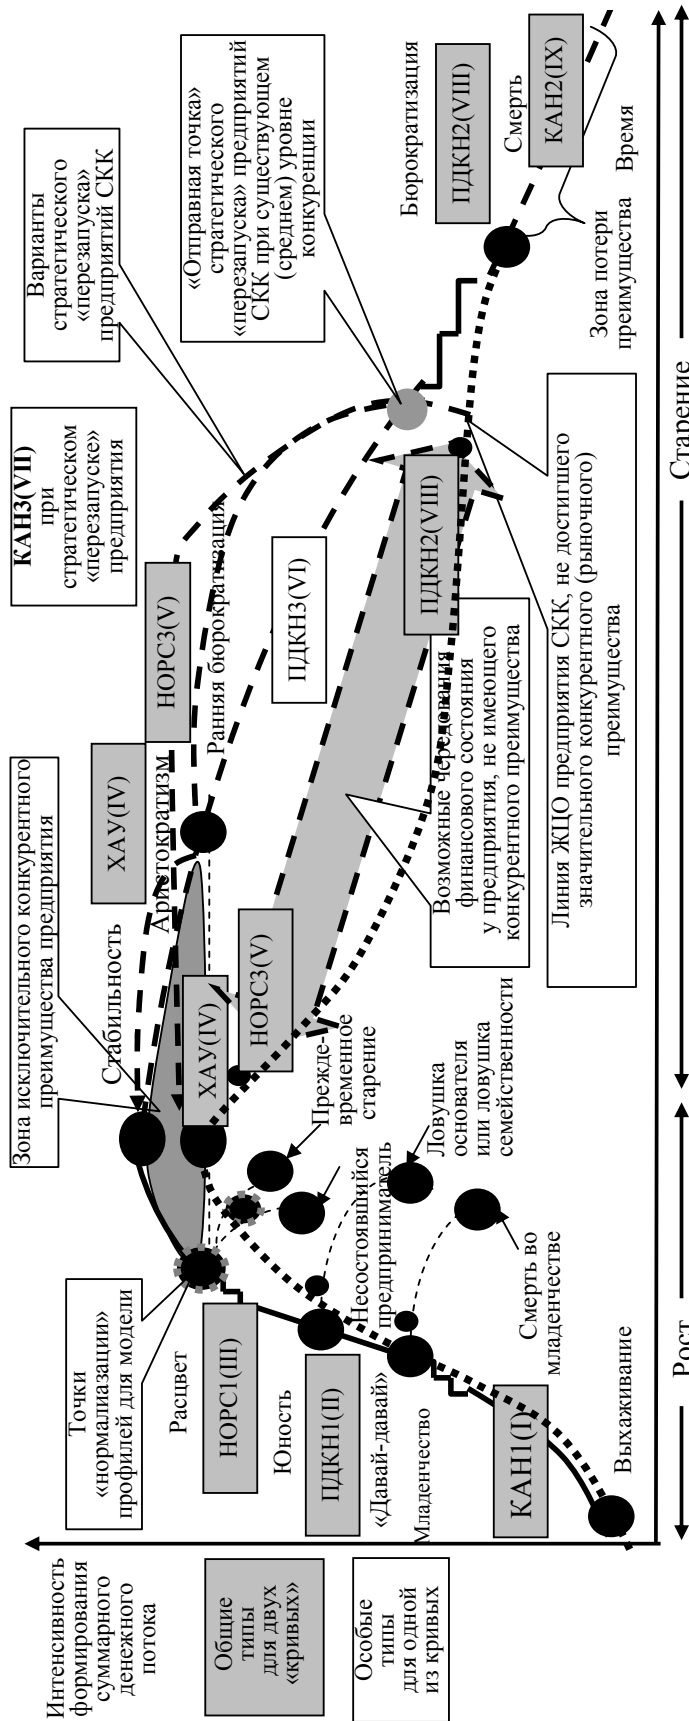 Интенсивность
формирования
суммарного
денежного
потока
Общие
типы
для двух
«кривых»
Особые
типы
для одной
из кривых
Точки
«нормалиазации»
профилей для модели
Расцвет
НОРС1(III)
Юность
ПДКН1(II)
«Давай-давай»
Младенчество
КАН1(I)
Выхаживание
Зона исключительного конкурентного
преимущества предприятия
Стабильность
Аристократизм
ХАУ(IV)
НОРС3(V)
Ранняя бюрократизация
ХАУ(IV)
НОРС3(V)
Прежде-
временное
старение
Несостоявшийся
предприниматель
Ловушка
основателя
или ловушка
семейственности
Смерть во
младенчестве
КАН3(VII)
при
стратегическом
«перезапуске»
предприятия
Варианты
стратегического
«перезапуска»
предприятий СКК
«Отправная точка»
стратегического
«перезапуска» предприятий
СКК при существующем
(среднем) уровне
конкуренции
ПДКН3(VI)
ПДКН2(VIII)
Возможные чередования
финансового состояния
у предприятия, не имеющего
конкурентного преимущества
Линия ЖЦО предприятия СКК, не достигшего
значительного конкурентного (рыночного)
преимущества
Бюрократизация
ПДКН2(VIII)
Смерть
КАН2(IX)
Зона потери
преимущества
Время
Рост
Старение